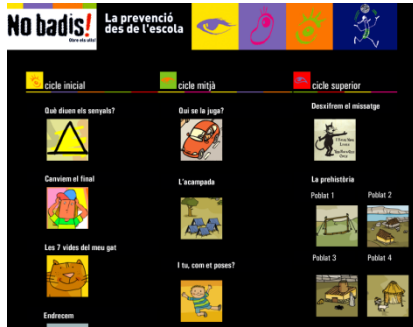 No badis!
Obre els ulls!
La prevenció
des de l'escola
cicle inicial
cicle mitjà
cicle superior
Què diuen els senyals?
Qui se la juga?
Desxifrem el missatge
Canviem el final
L'acampada
La prehistòria
Poblat 1
Poblat 2
Les 7 vides del meu gat
I tu, com et poses?
Poblat 3
Poblat 4
Endrecem